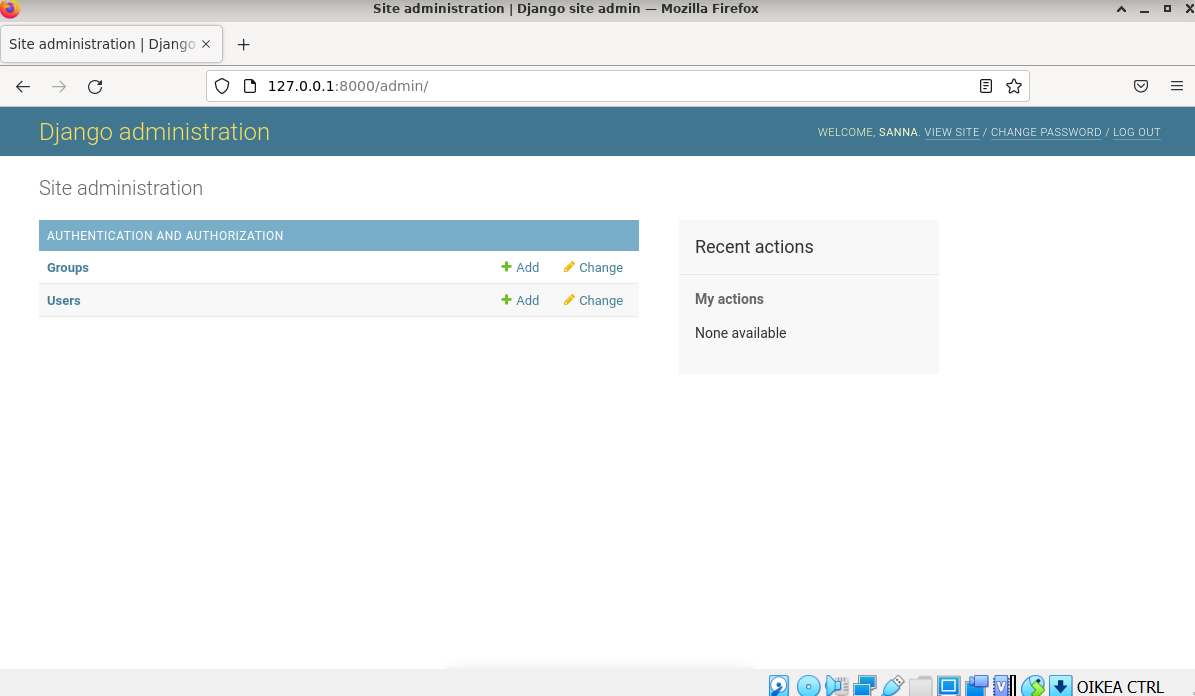 Site administration | Django site admin — Mozilla Firefox
Site administration | Django
127.0.0.1:8000/admin/
Django administration
WELCOME, SANNA. VIEW SITE / CHANGE PASSWORD / LOG OUT
Site administration
AUTHENTICATION AND AUTHORIZATION
Groups Add Change
Users Add Change
Recent actions
My actions
None available
OIKEA CTRL